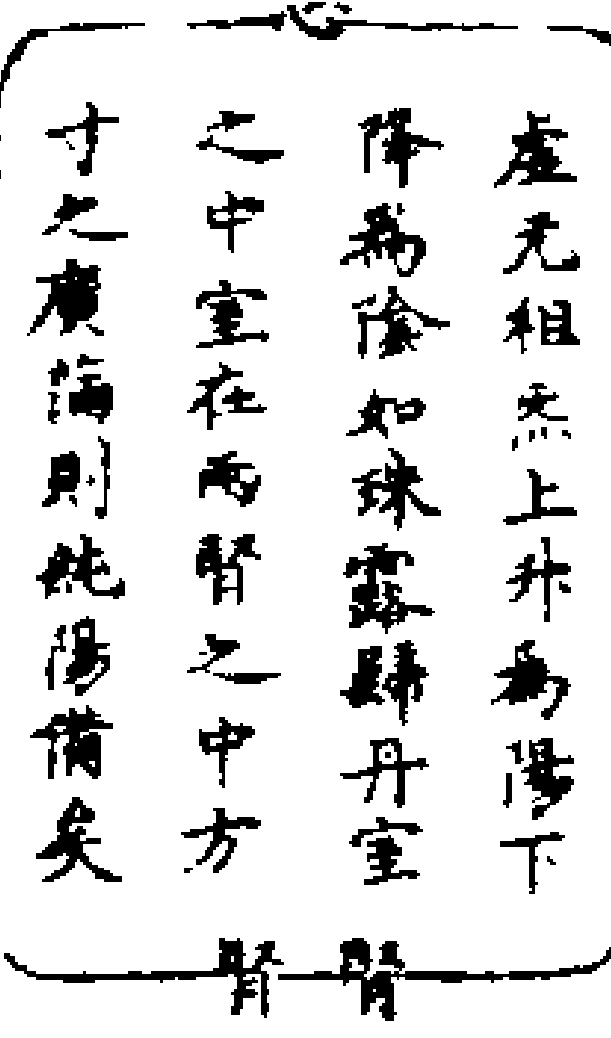 虛无祖炁上升為陽下
降為陰如珠露歸丹室
之中室在兩腎之中方
寸之廣滿則純陽備矣
腎 腎